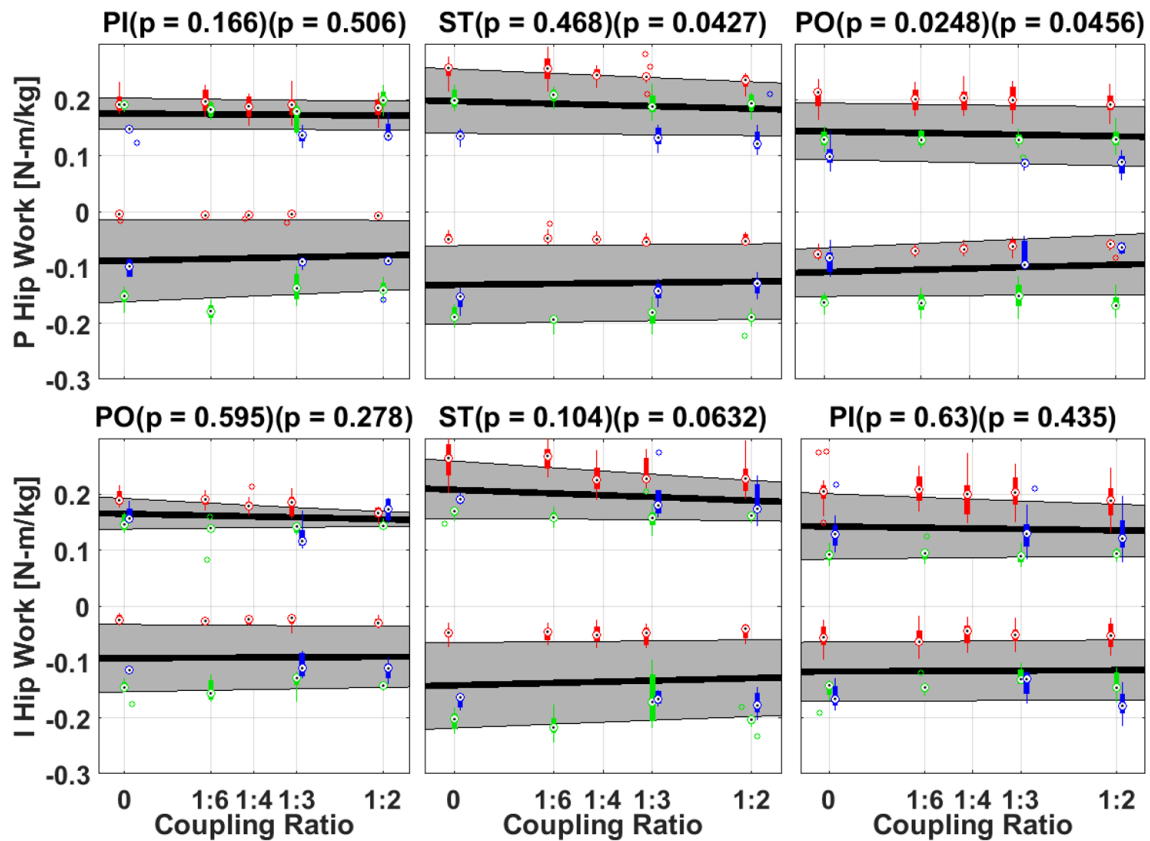 PI(p = 0.166)(p = 0.506) ST(p = 0.468)(p = 0.0427) PO(p = 0.0248)(p = 0.0456)
P Hip Work [N-m/kg]
0.2
0.1
0
-0.1
-0.2
-0.3
PO(p = 0.595)(p = 0.278) ST(p = 0.104)(p = 0.0632) PI(p = 0.63)(p = 0.435)
I Hip Work [N-m/kg]
0.2
0.1
0
-0.1
-0.2
-0.3
0 1:6 1:4 1:3 1:2 0 1:6 1:4 1:3 1:2 0 1:6 1:4 1:3 1:2
Coupling Ratio Coupling Ratio Coupling Ratio